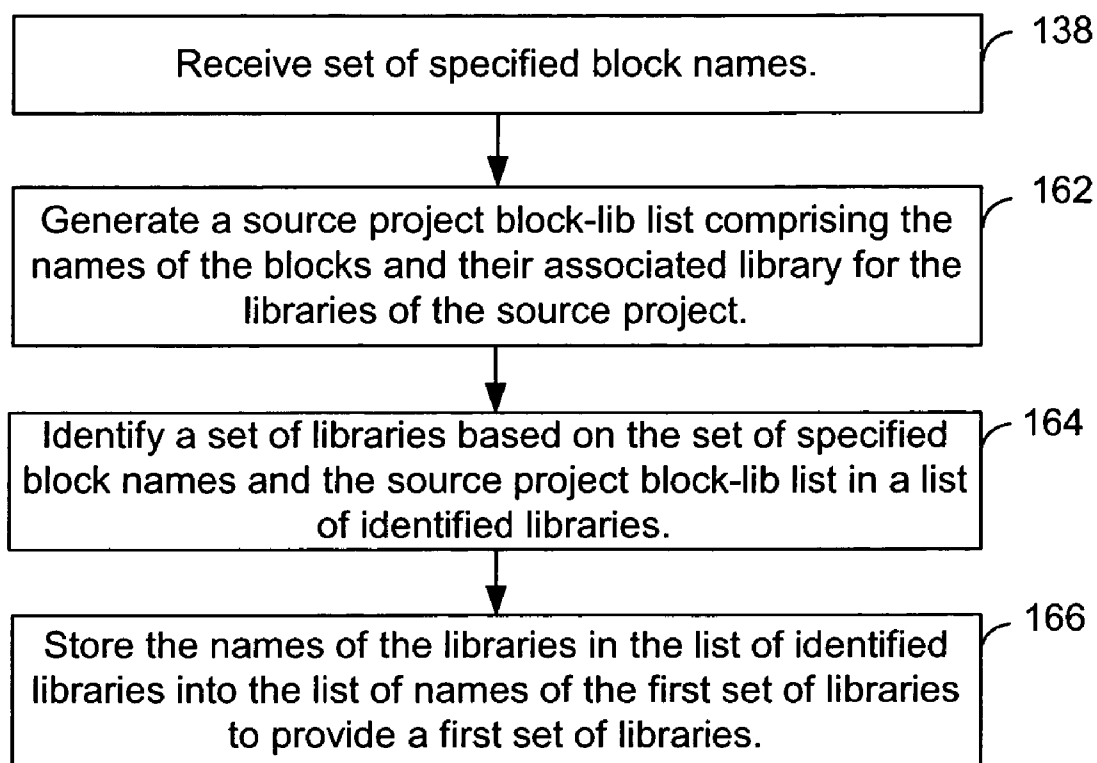 Receive set of specified block names.
138
Generate a source project block-lib list comprising the
names of the blocks and their associated library for the
libraries of the source project.
162
Identify a set of libraries based on the set of specified
block names and the source project block-lib list in a list
of identified libraries.
164
Store the names of the libraries in the list of identified
libraries into the list of names of the first set of libraries
to provide a first set of libraries.
166